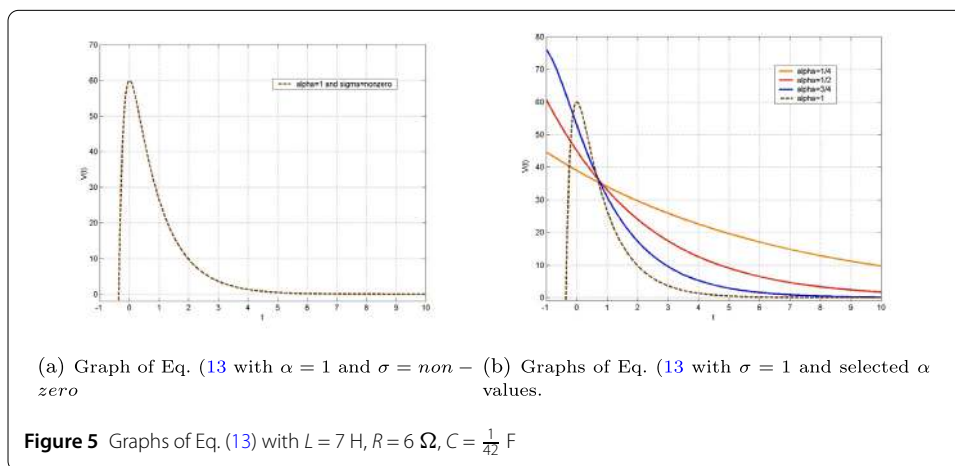 70
60
50
40
30
20
10
0
V(t)
-1 0 1 2 3 4 5 6 7 8 9 10
t
alpha=1 and sigma=nonzero
80
70
60
50
40
30
20
10
0
V(t)
-1 0 1 2 3 4 5 6 7 8 9 10
t
alpha=1/4
alpha=1/2
alpha=3/4
alpha=1
(a) Graph of Eq. (13 with α = 1 and σ = non −
zero
(b) Graphs of Eq. (13 with σ = 1 and selected α
values.
Figure 5 Graphs of Eq. (13) with L = 7 H, R = 6 Ω, C = 1/42 F